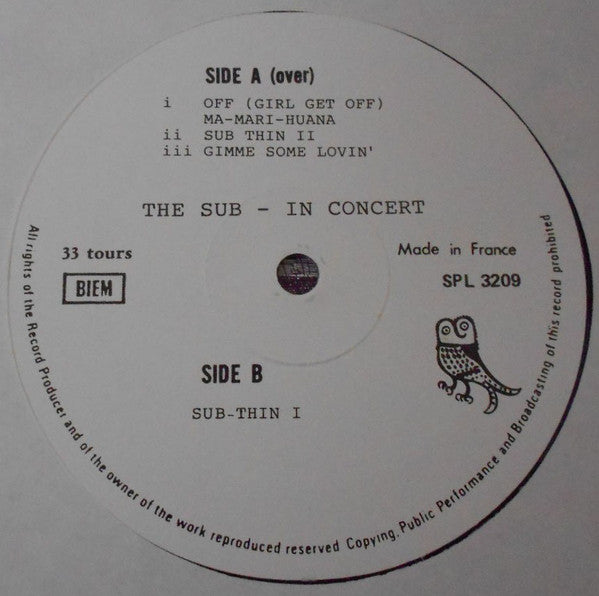 SIDE A (over)
i OFF (GIRL GET OFF)
MA-MARI-HUANA
ii SUB THIN II
iii GIMME SOME LOVIN'
THE SUB - IN CONCERT
33 tours
BIEM
Made in France
SPL 3209
SIDE B
SUB-THIN I
All rights of the Record Producer and of the owner of the work reproduced reserved Copying, Public Performance and Broadcasting of this record prohibited